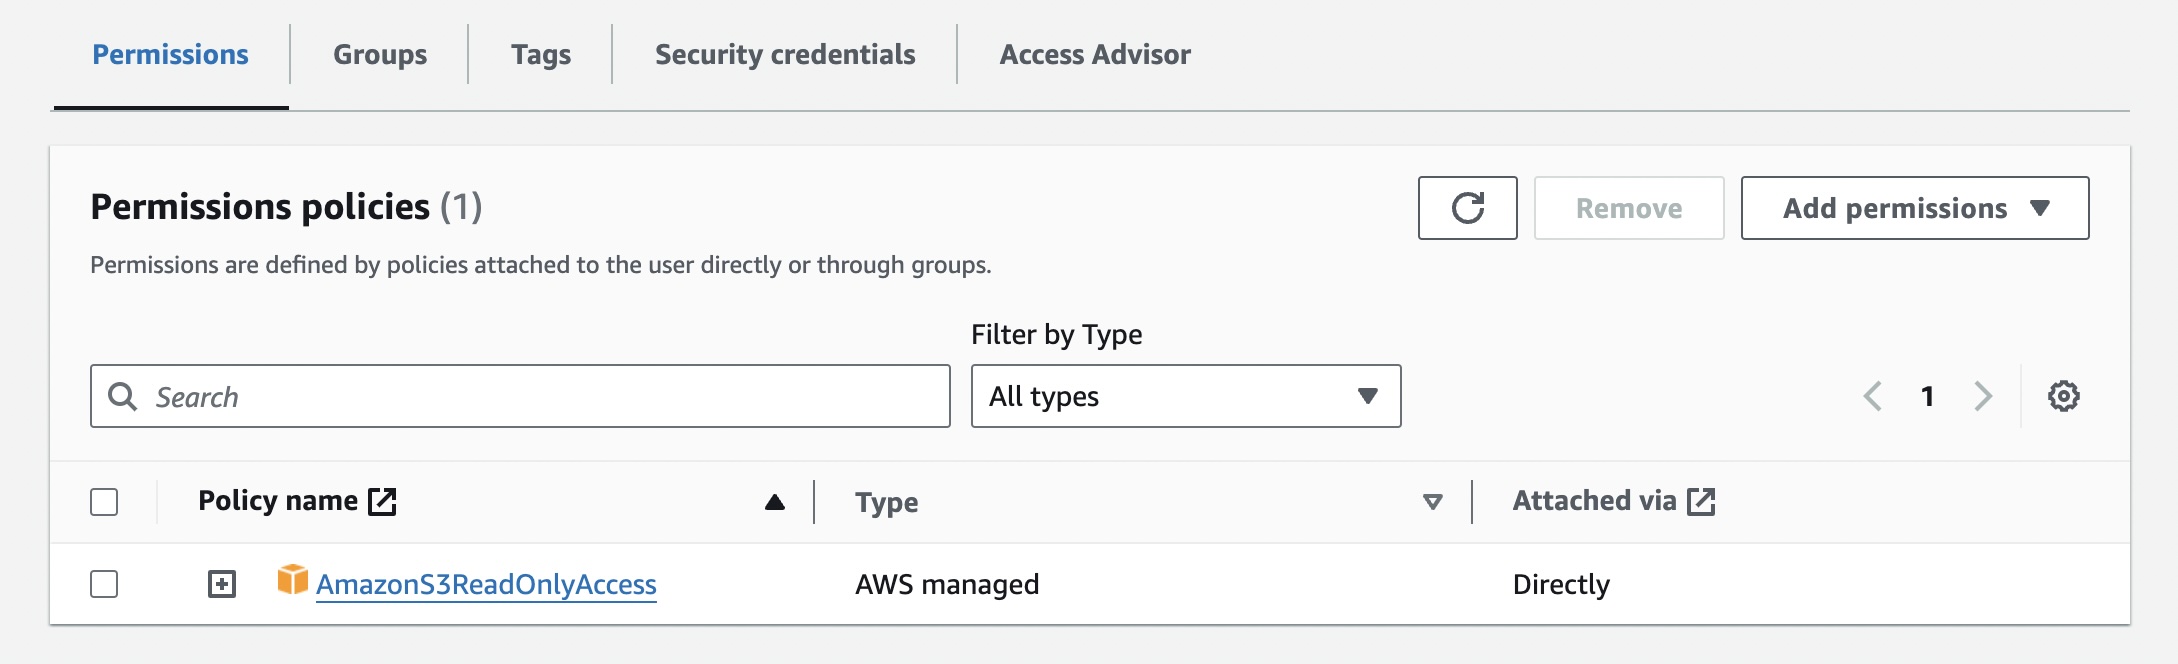 Permissions Groups Tags Security credentials Access Advisor
Permissions policies (1)
Remove
Add permissions
Permissions are defined by policies attached to the user directly or through groups.
Filter by Type
Search
All types
1
Policy name Type Attached via
AmazonS3ReadOnlyAccess AWS managed Directly